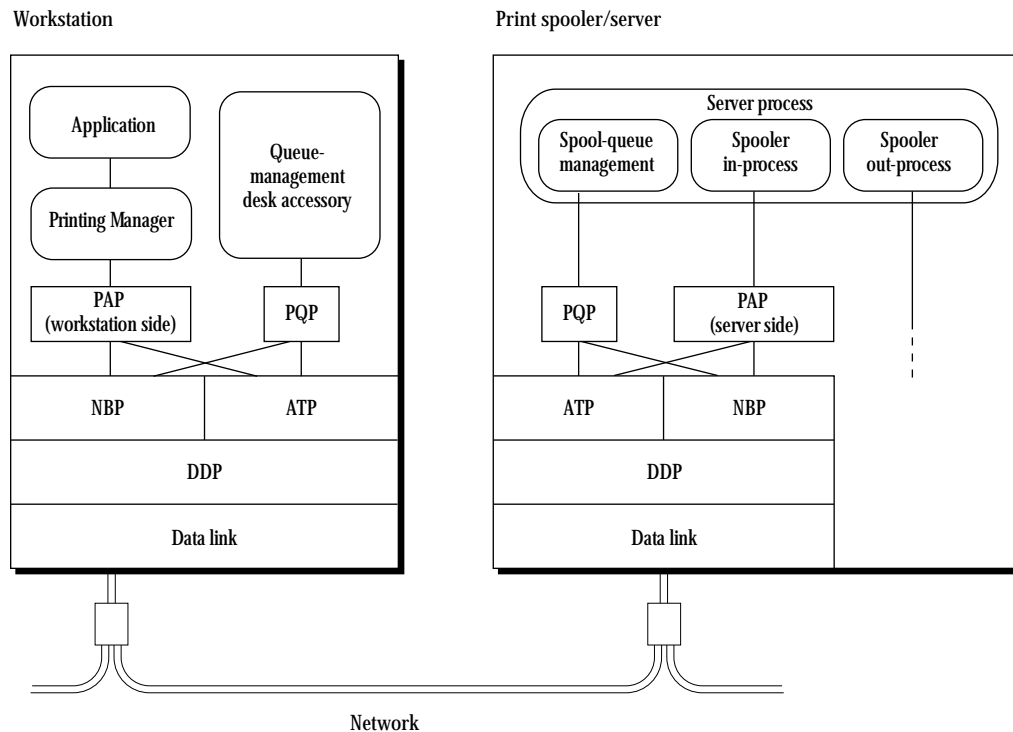 Workstation
Print spooler/server
Application
Queue-
management
desk accessory
Printing Manager
PAP
(workstation side)
PQP
NBP
ATP
DDP
Data link
Server process
Spool-queue
management
Spooler
in-process
Spooler
out-process
PQP
PAP
(server side)
ATP
NBP
DDP
Data link
Network